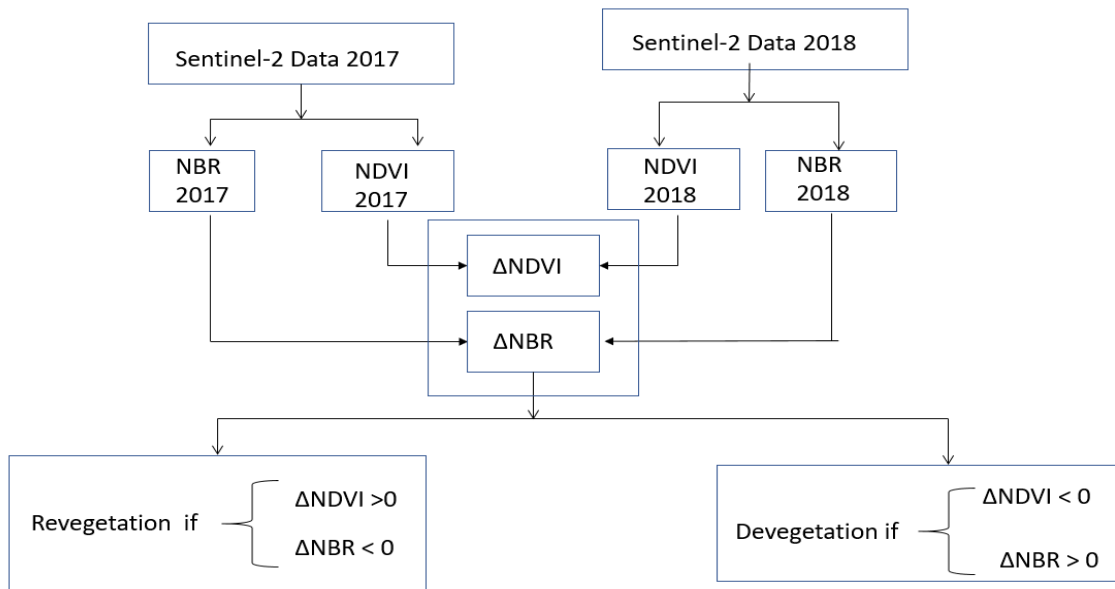 Sentinel-2 Data 2017
Sentinel-2 Data 2018
NBR
2017
NDVI
2017
NDVI
2018
NBR
2018
ΔNDVI
ΔNBR
Revegetation if
ΔNDVI >0
ΔNBR < 0
Devegetation if
ΔNDVI < 0
ΔNBR > 0